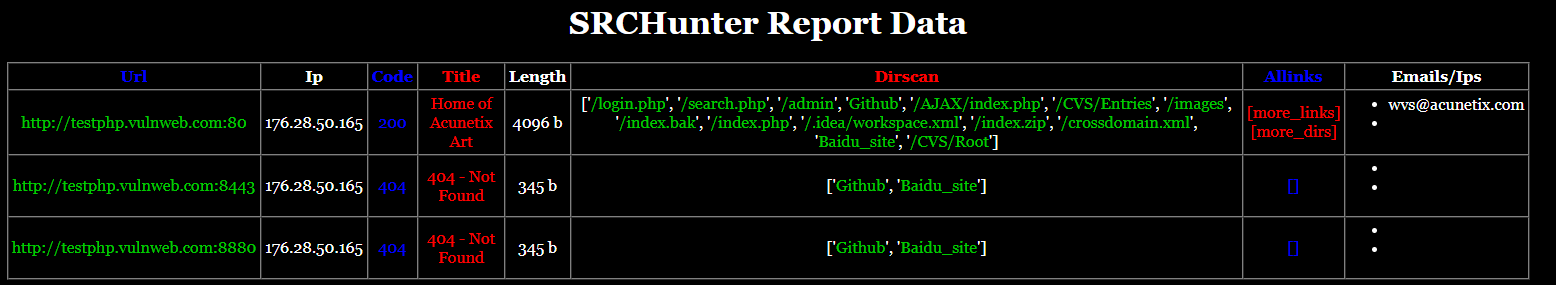 SRCHunter Report Data
Url Ip Code Title Length Dirscan Allinks Emails/Ips
http://testphp.vulnweb.com:80
176.28.50.165
200
Home of
Acunetix
Art
4096 b
['/login.php', '/search.php', '/admin', 'Github', '/AJAX/index.php', '/CVS/Entries', '/images',
'/index.bak', '/index.php', '/.idea/workspace.xml', '/index.zip', '/crossdomain.xml',
'Baidu_site', '/CVS/Root']
[more_links]
[more_dirs]
• wvs@acunetix.com
•
http://testphp.vulnweb.com:8443
176.28.50.165
404
404 - Not
Found
345 b
['Github', 'Baidu_site']
[]
•
•
http://testphp.vulnweb.com:8880
176.28.50.165
404
404 - Not
Found
345 b
['Github', 'Baidu_site']
[]
•
•